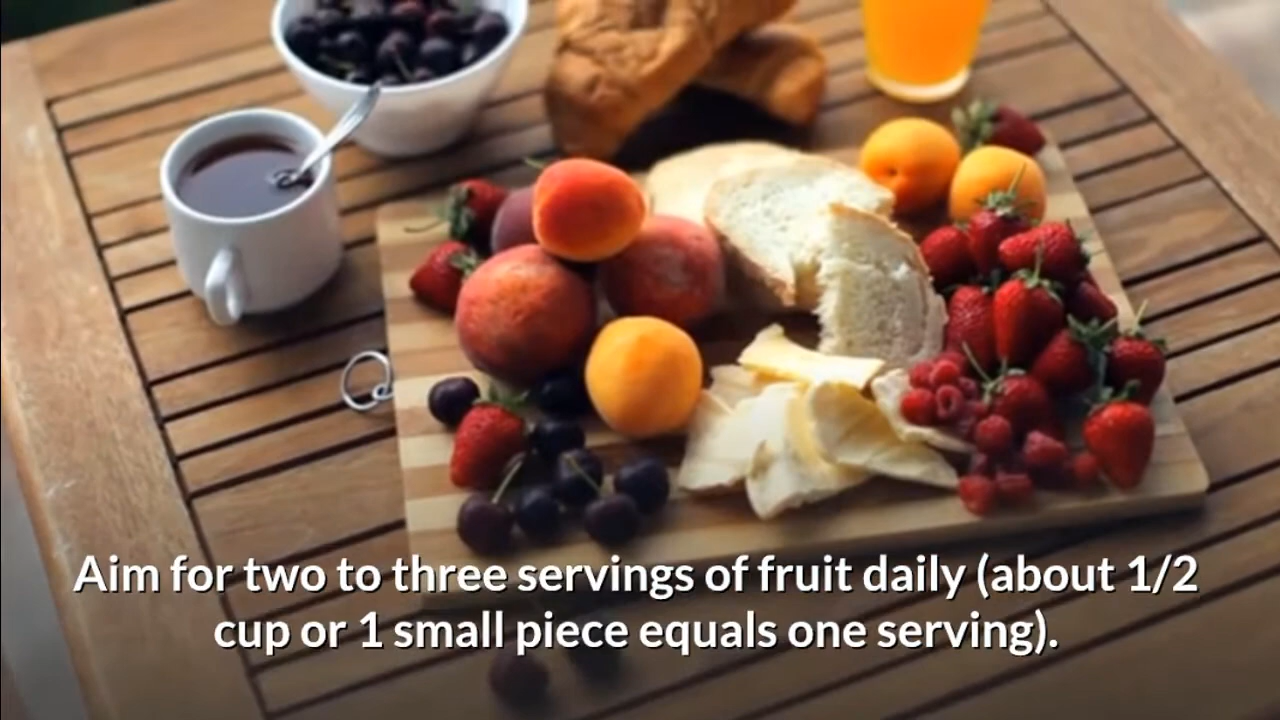 Aim for two to three servings of fruit daily (about 1/2
cup or 1 small piece equals one serving).